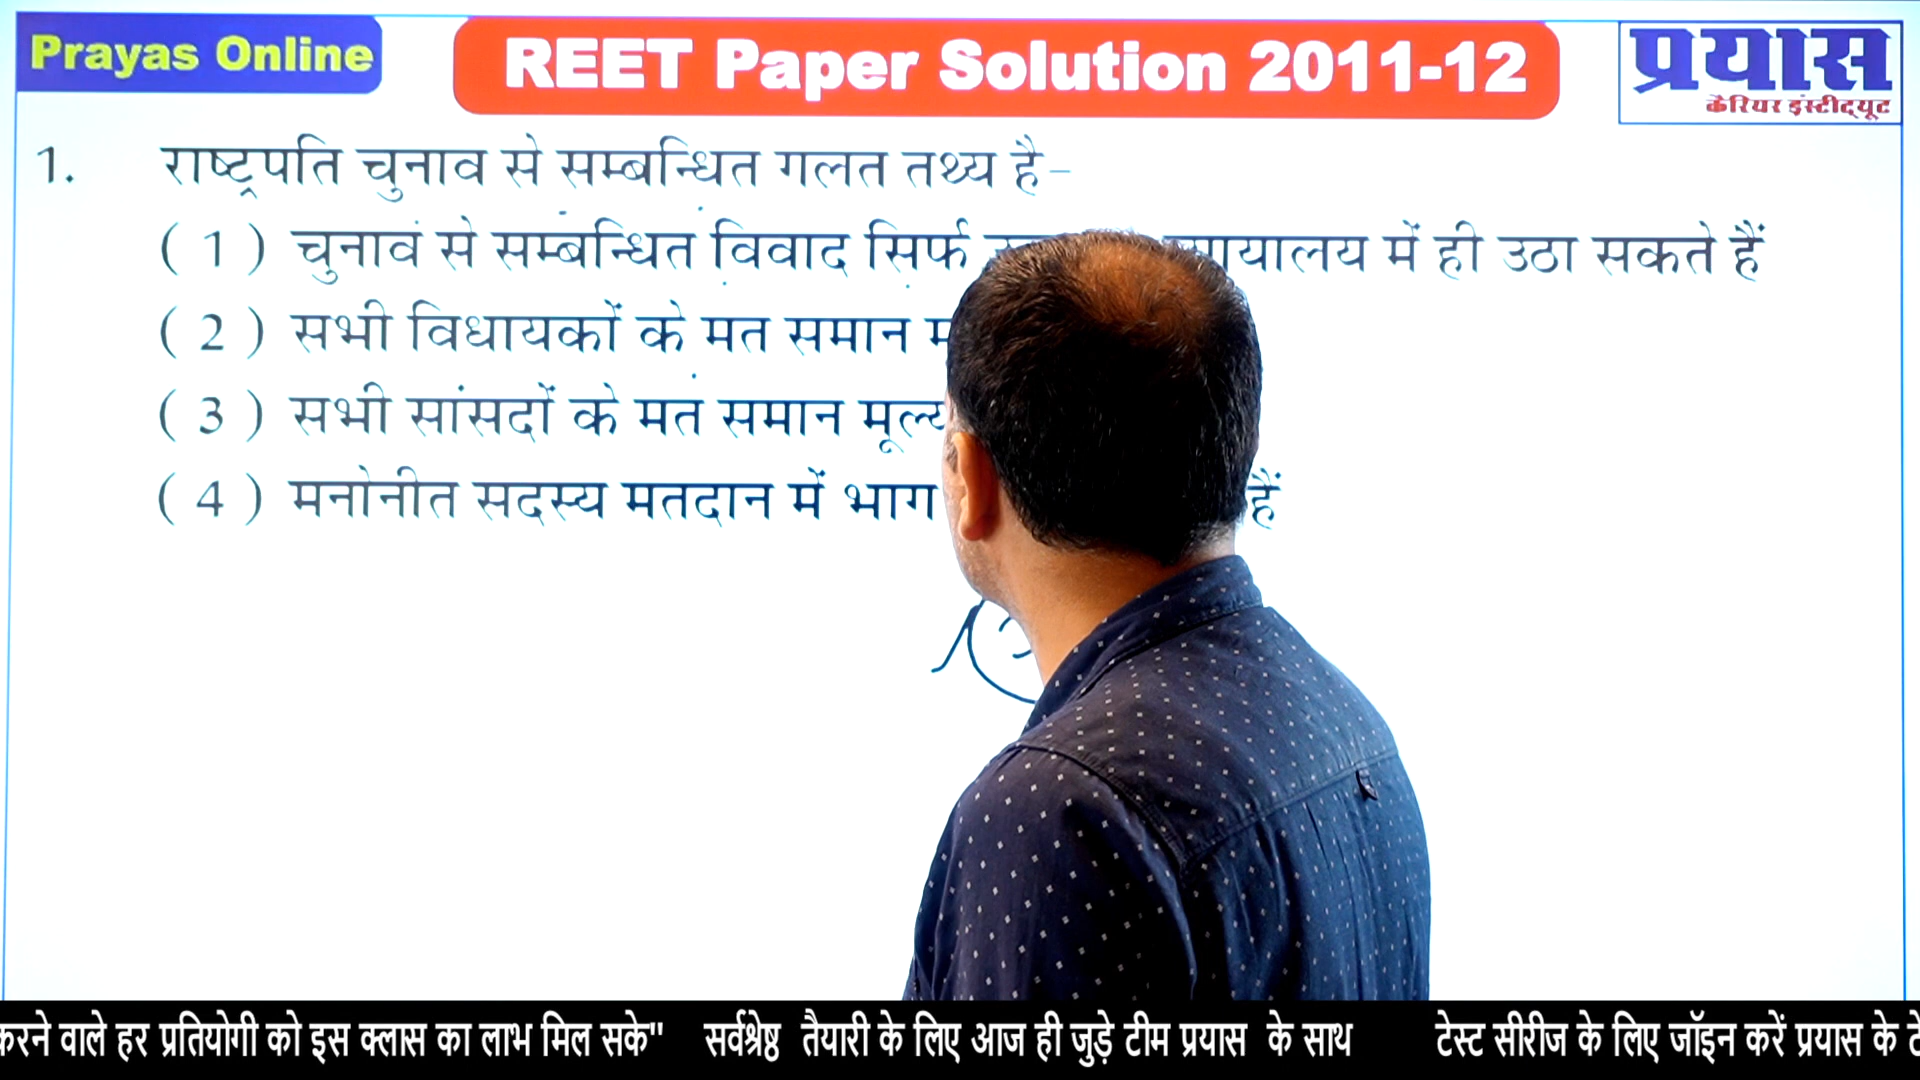 Prayas Online
REET Paper Solution 2011-12
प्रयास
कैरियर इंस्टीट्यूट
1. राष्ट्रपति चुनाव से सम्बन्धित गलत तथ्य है-
( 1 ) चुनाव से सम्बन्धित विवाद सिर्फ में ही उठा सकते हैं
( 2 ) सभी विधायकों के मत समान
( 3 ) सभी सांसदों के मत समान
( 4 ) मनोनीत सदस्य मतदान में भाग हैं
करने वाले हर प्रतियोगी को इस क्लास का लाभ मिल सके" सर्वश्रेष्ठ तैयारी के लिए आज ही जुड़े टीम प्रयास के साथ टेस्ट सीरीज के लिए जॉइन करें प्रयास के